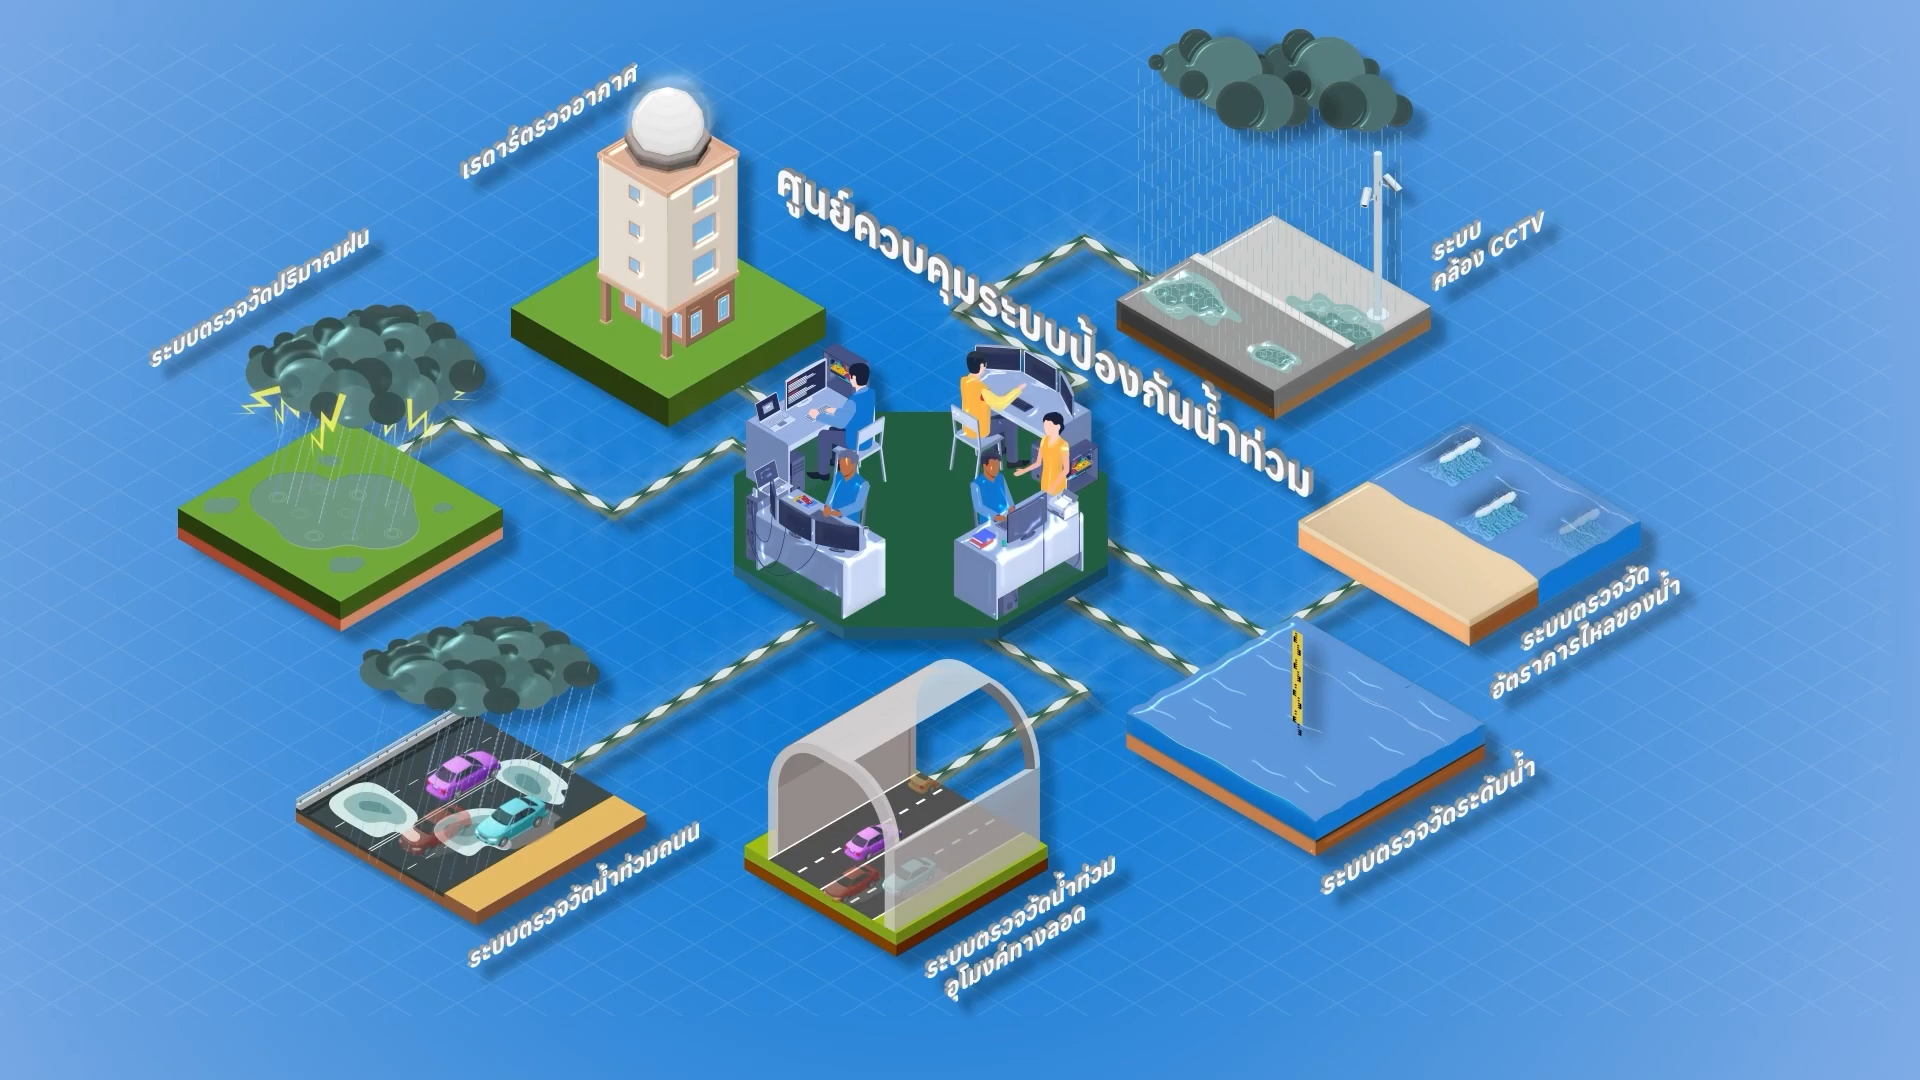 เรดาร์ตรวจอากาศ
ศูนย์ควบคุมระบบป้องกันน้ำท่วม
ระบบ
กล้อง CCTV
ระบบตรวจวัดปริมาณฝน
ระบบตรวจวัด
อัตราการไหลของน้ำ
ระบบตรวจวัดระดับน้ำ
ระบบตรวจวัดน้ำท่วมถนน
ระบบตรวจวัดน้ำท่วม
อุโมงค์ทางลอด